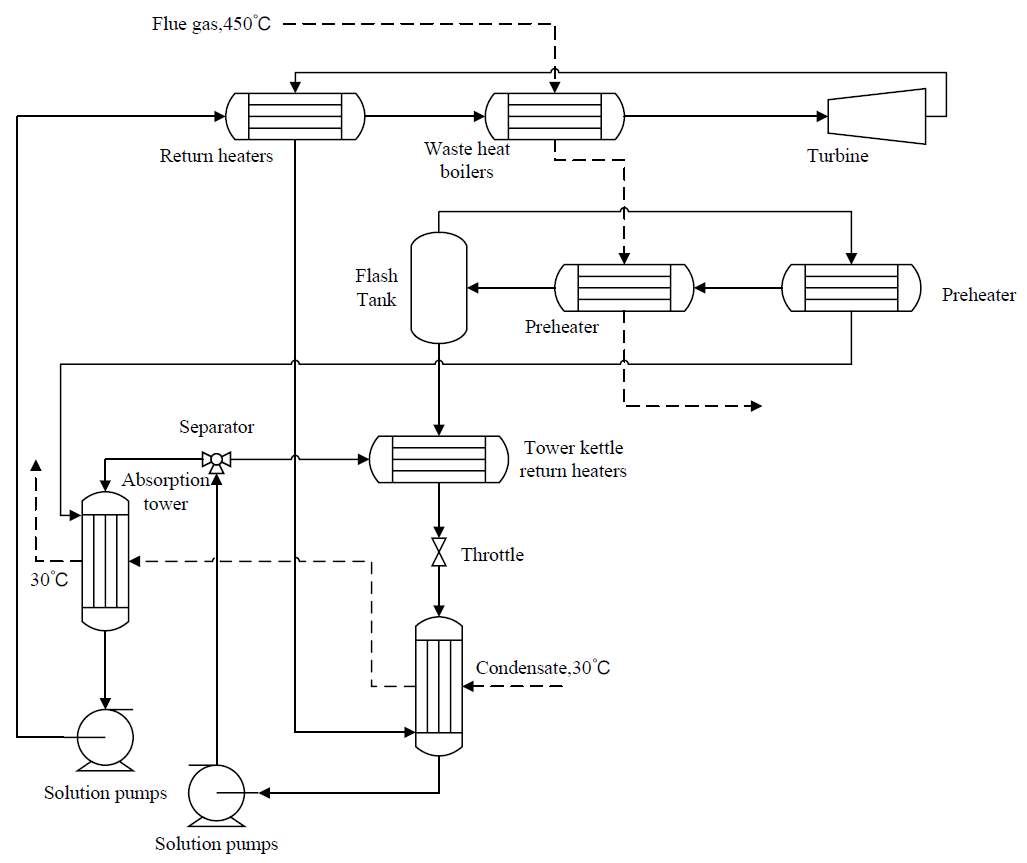 Flue gas,450℃
Return heaters
Waste heat
boilers
Turbine
Flash
Tank
Preheater
Preheater
Separator
Absorption
tower
Tower kettle
return heaters
Throttle
30℃
Condensate,30℃
Solution pumps
Solution pumps